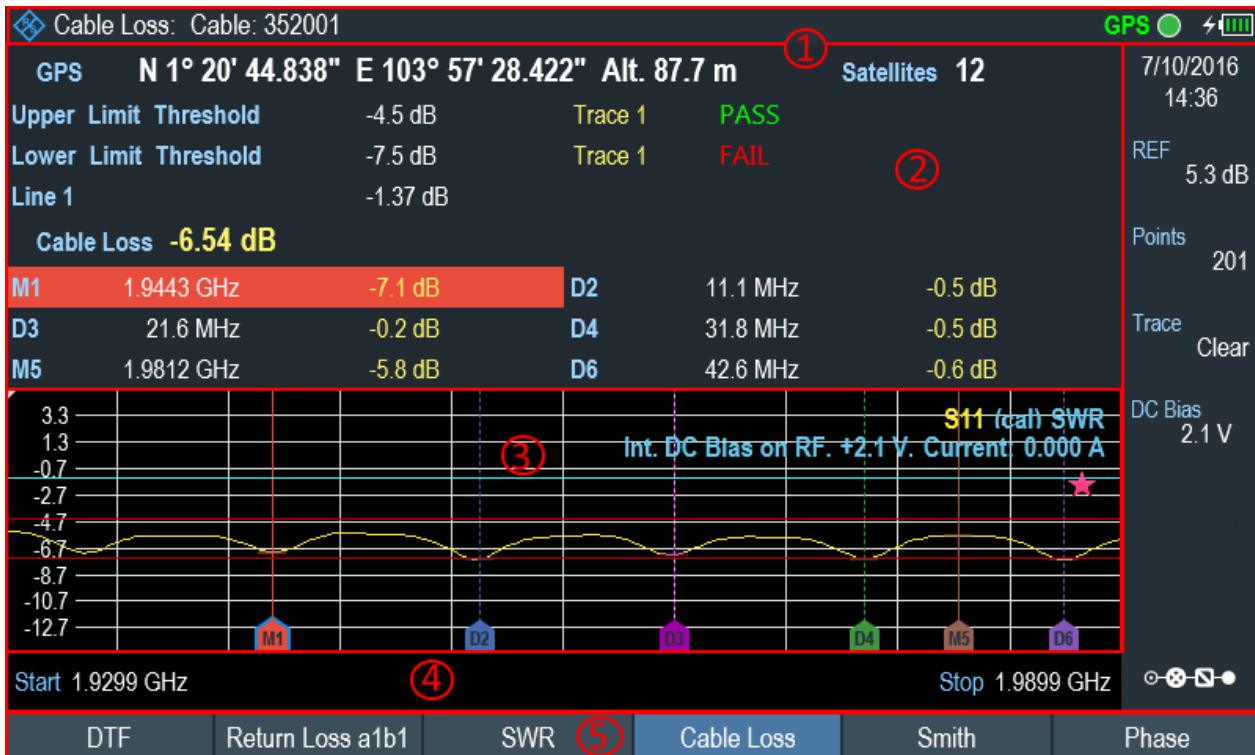 Cable Loss: Cable: 352001 GPS
①
GPS N 1° 20' 44.838" E 103° 57' 28.422" Alt. 87.7 m Satellites 12
7/10/2016
14:36
Upper Limit Threshold -4.5 dB Trace 1 PASS
Lower Limit Threshold -7.5 dB Trace 1 FAIL
②
Line 1 -1.37 dB
Cable Loss -6.54 dB
M1 1.9443 GHz -7.1 dB D2 11.1 MHz -0.5 dB
D3 21.6 MHz -0.2 dB D4 31.8 MHz -0.5 dB
M5 1.9812 GHz -5.8 dB D6 42.6 MHz -0.6 dB
REF
5.3 dB
Points
201
Trace
Clear
DC Bias
2.1 V
S11 (cal) SWR
Int. DC Bias on RF. +2.1 V. Current: 0.000 A
③
3.3
1.3
-0.7
-2.7
-4.7
-6.7
-8.7
-10.7
-12.7
M1 D2 D3 D4 M5 D6
Start 1.9299 GHz ④ Stop 1.9899 GHz
DTF Return Loss a1b1 SWR ⑤ Cable Loss Smith Phase